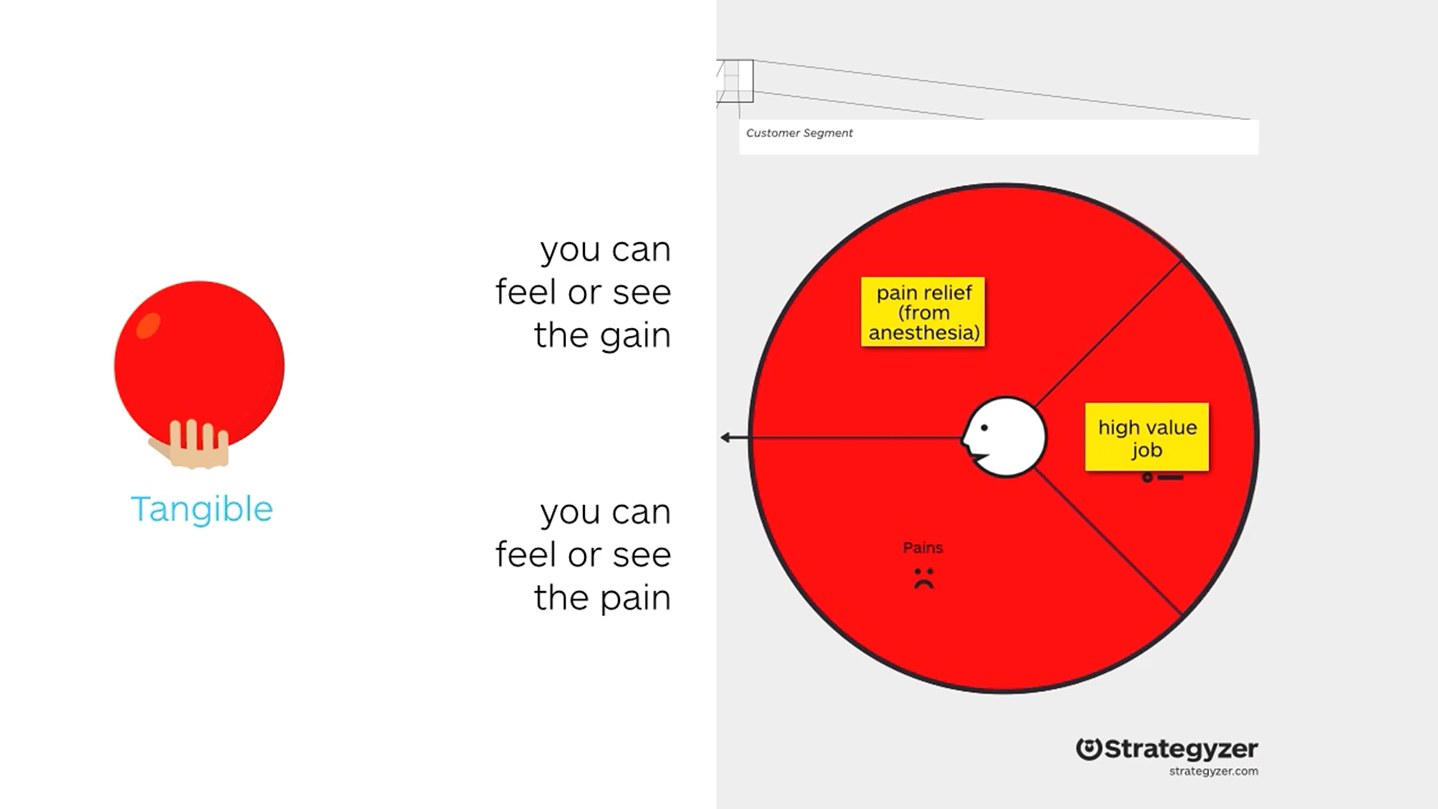 Tangible
you can
feel or see
the gain
you can
feel or see
the pain
Customer Segment
pain relief
(from
anesthesia)
high value
job
Pains
Strategyzer
strategyzer.com